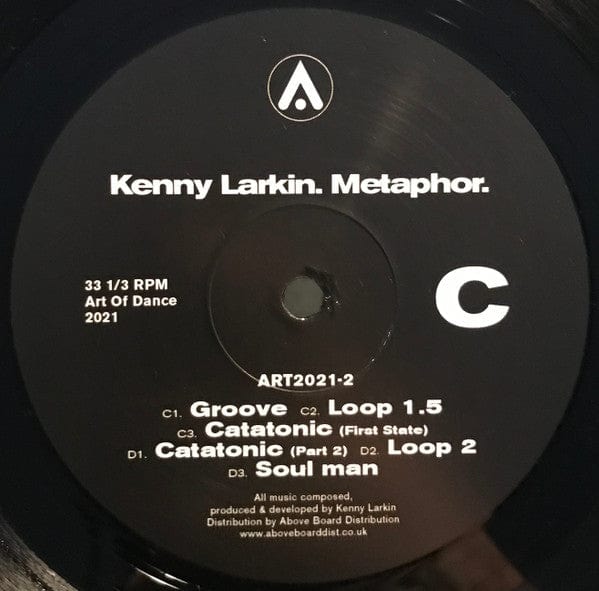 Kenny Larkin. Metaphor.
33 1/3 RPM
Art Of Dance
2021
C
ART2021-2
C1. Groove C2. Loop 1.5
C3. Catatonic (First State)
D1. Catatonic (Part 2) D2. Loop 2
D3. Soul man
All music composed,
produced & developed by Kenny Larkin
Distribution by Above Board Distribution
www.aboveboarddist.co.uk